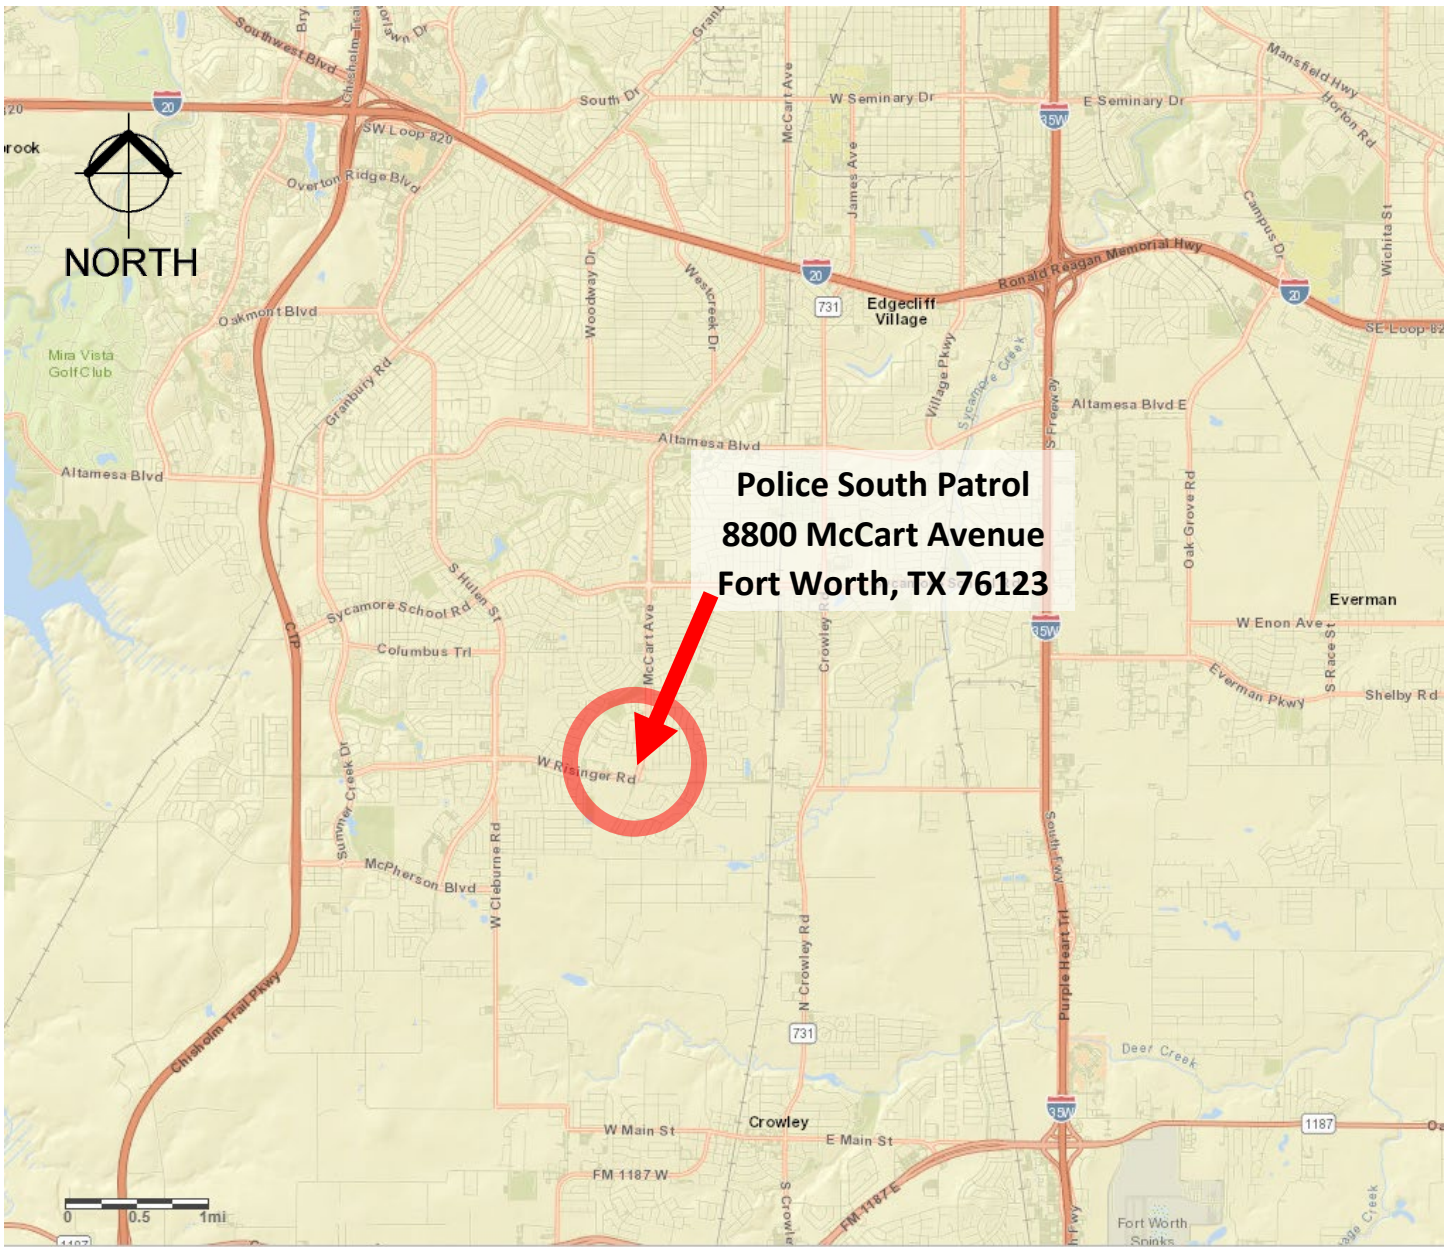 Southwest Blvd
Chisholm Trai
Mansfield Hwy
Horton Rd
McCart Ave
South Dr
W Seminary Dr
35W
E Seminary Dr
20
20
SW Loop 820
rook
Overton Ridge Blvd
James Ave
Campus Dr
Wichita St
NORTH
Ronald Reagan Memorial Hwy
20
20
Woodway Dr
Westcreek Dr
731
Edgecliff
Village
Oakmont Blvd
SE Loop 82
Mira Vista
Golf Club
Granbury Rd
Village Pkwy
Sycamore Creek
S Freeway
Altamesa Blvd E
Altamesa Blvd
Altamesa Blvd
Police South Patrol
8800 McCart Avenue
Fort Worth, TX 76123
Oak Grove Rd
S Hulen St
Sycamore School Rd
Everman
CTP
McCart Ave
Crowley Rd
35W
W Enon Ave
Columbus Trl
S Race St
Everman Pkwy
Shelby Rd
W Risinger Rd
Summer Creek Dr
McPherson Blvd
W Cleburne Rd
South Fwy
N Crowley Rd
Purple Heart Trl
Chisholm Trail Pkwy
731
Deer Creek
35W
Crowley
W Main St
E Main St
1187
FM 1187 W
FM 1187 E
S Crowl
0 0.5 1mi
Fort Worth
Spinks
1187